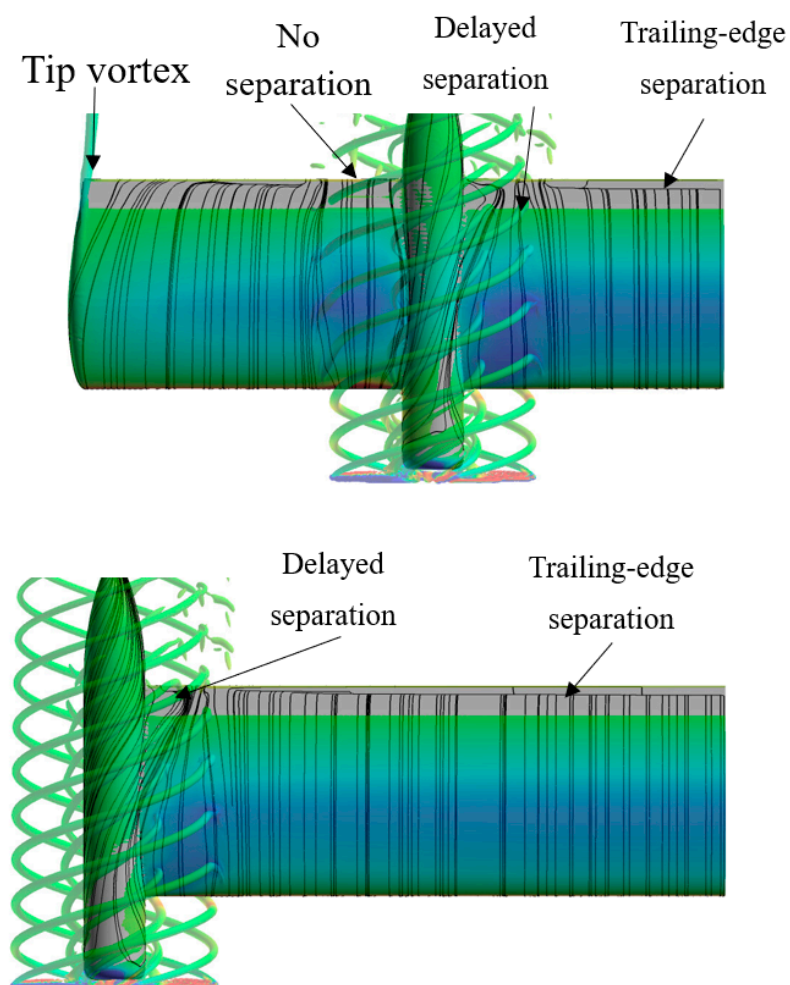 Tip vortex
No
separation
Delayed
separation
Trailing-edge
separation
Delayed
separation
Trailing-edge
separation